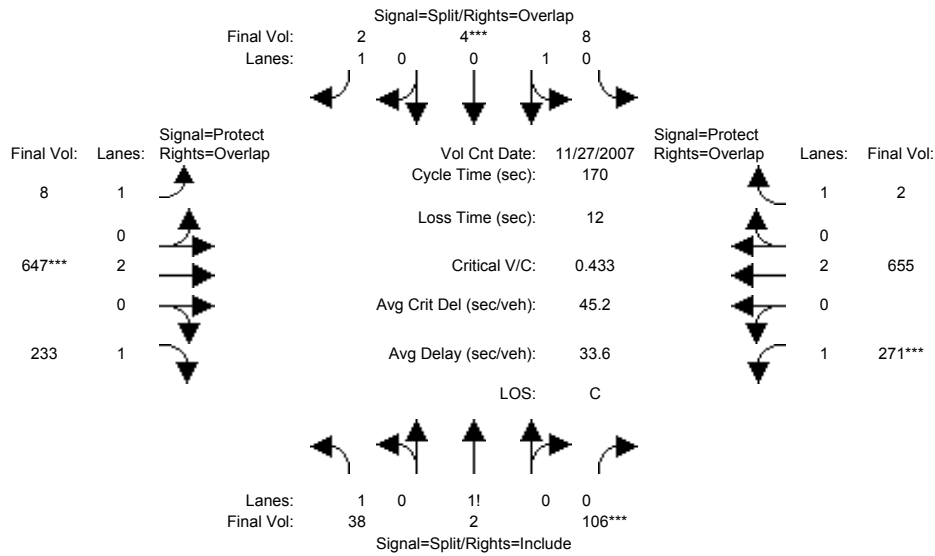 Signal=Split/Rights=Overlap
Final Vol: 2 4*** 8
Lanes: 1 0 0 1 0
Signal=Protect Signal=Protect
Final Vol: Lanes: Rights=Overlap Vol Cnt Date: 11/27/2007 Rights=Overlap Lanes: Final Vol:
Cycle Time (sec): 170
8 1 1 2
Loss Time (sec): 12
0 0
647*** 2 Critical V/C: 0.433 2 655
0 Avg Crit Del (sec/veh): 45.2 0
233 1 Avg Delay (sec/veh): 33.6 1 271***
LOS: C
Lanes: 1 0 1! 0 0
Final Vol: 38 2 106***
Signal=Split/Rights=Include